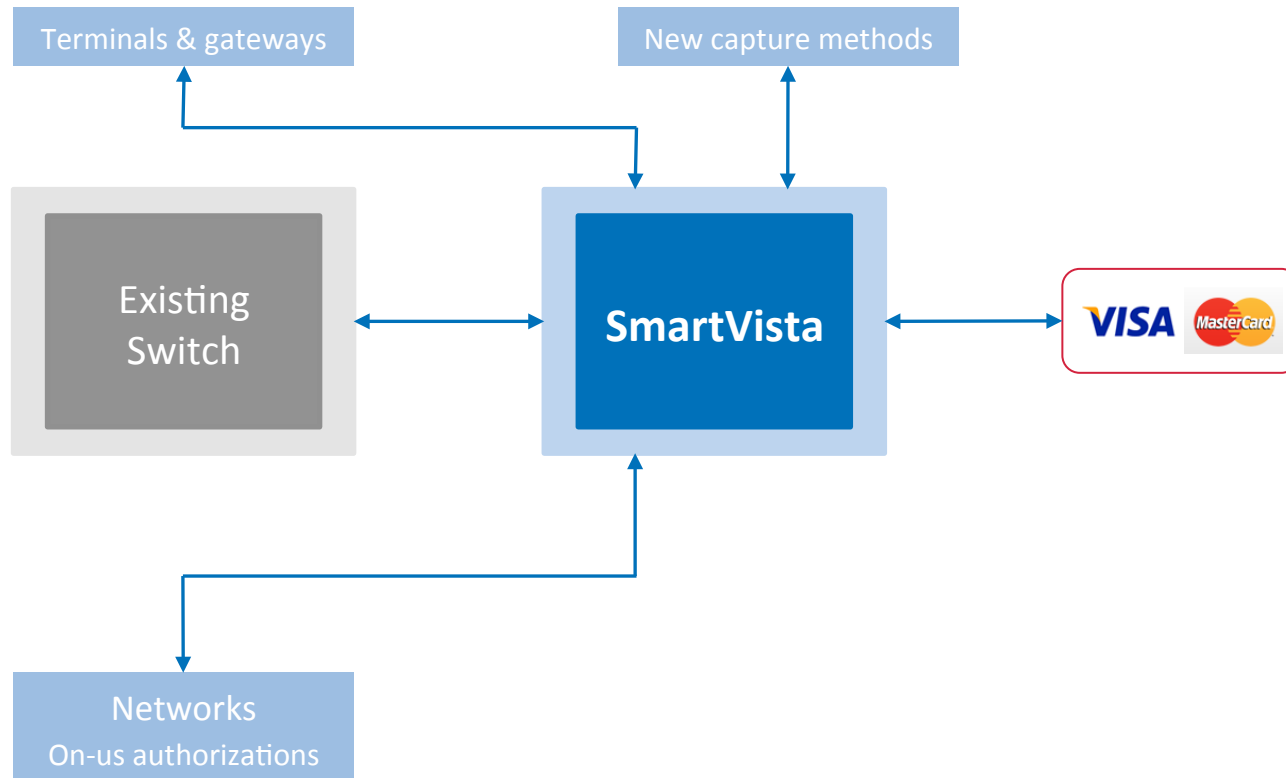 Terminals & gateways
New capture methods
Existing
Switch
SmartVista
VISA
MasterCard
Networks
On-us authorizations